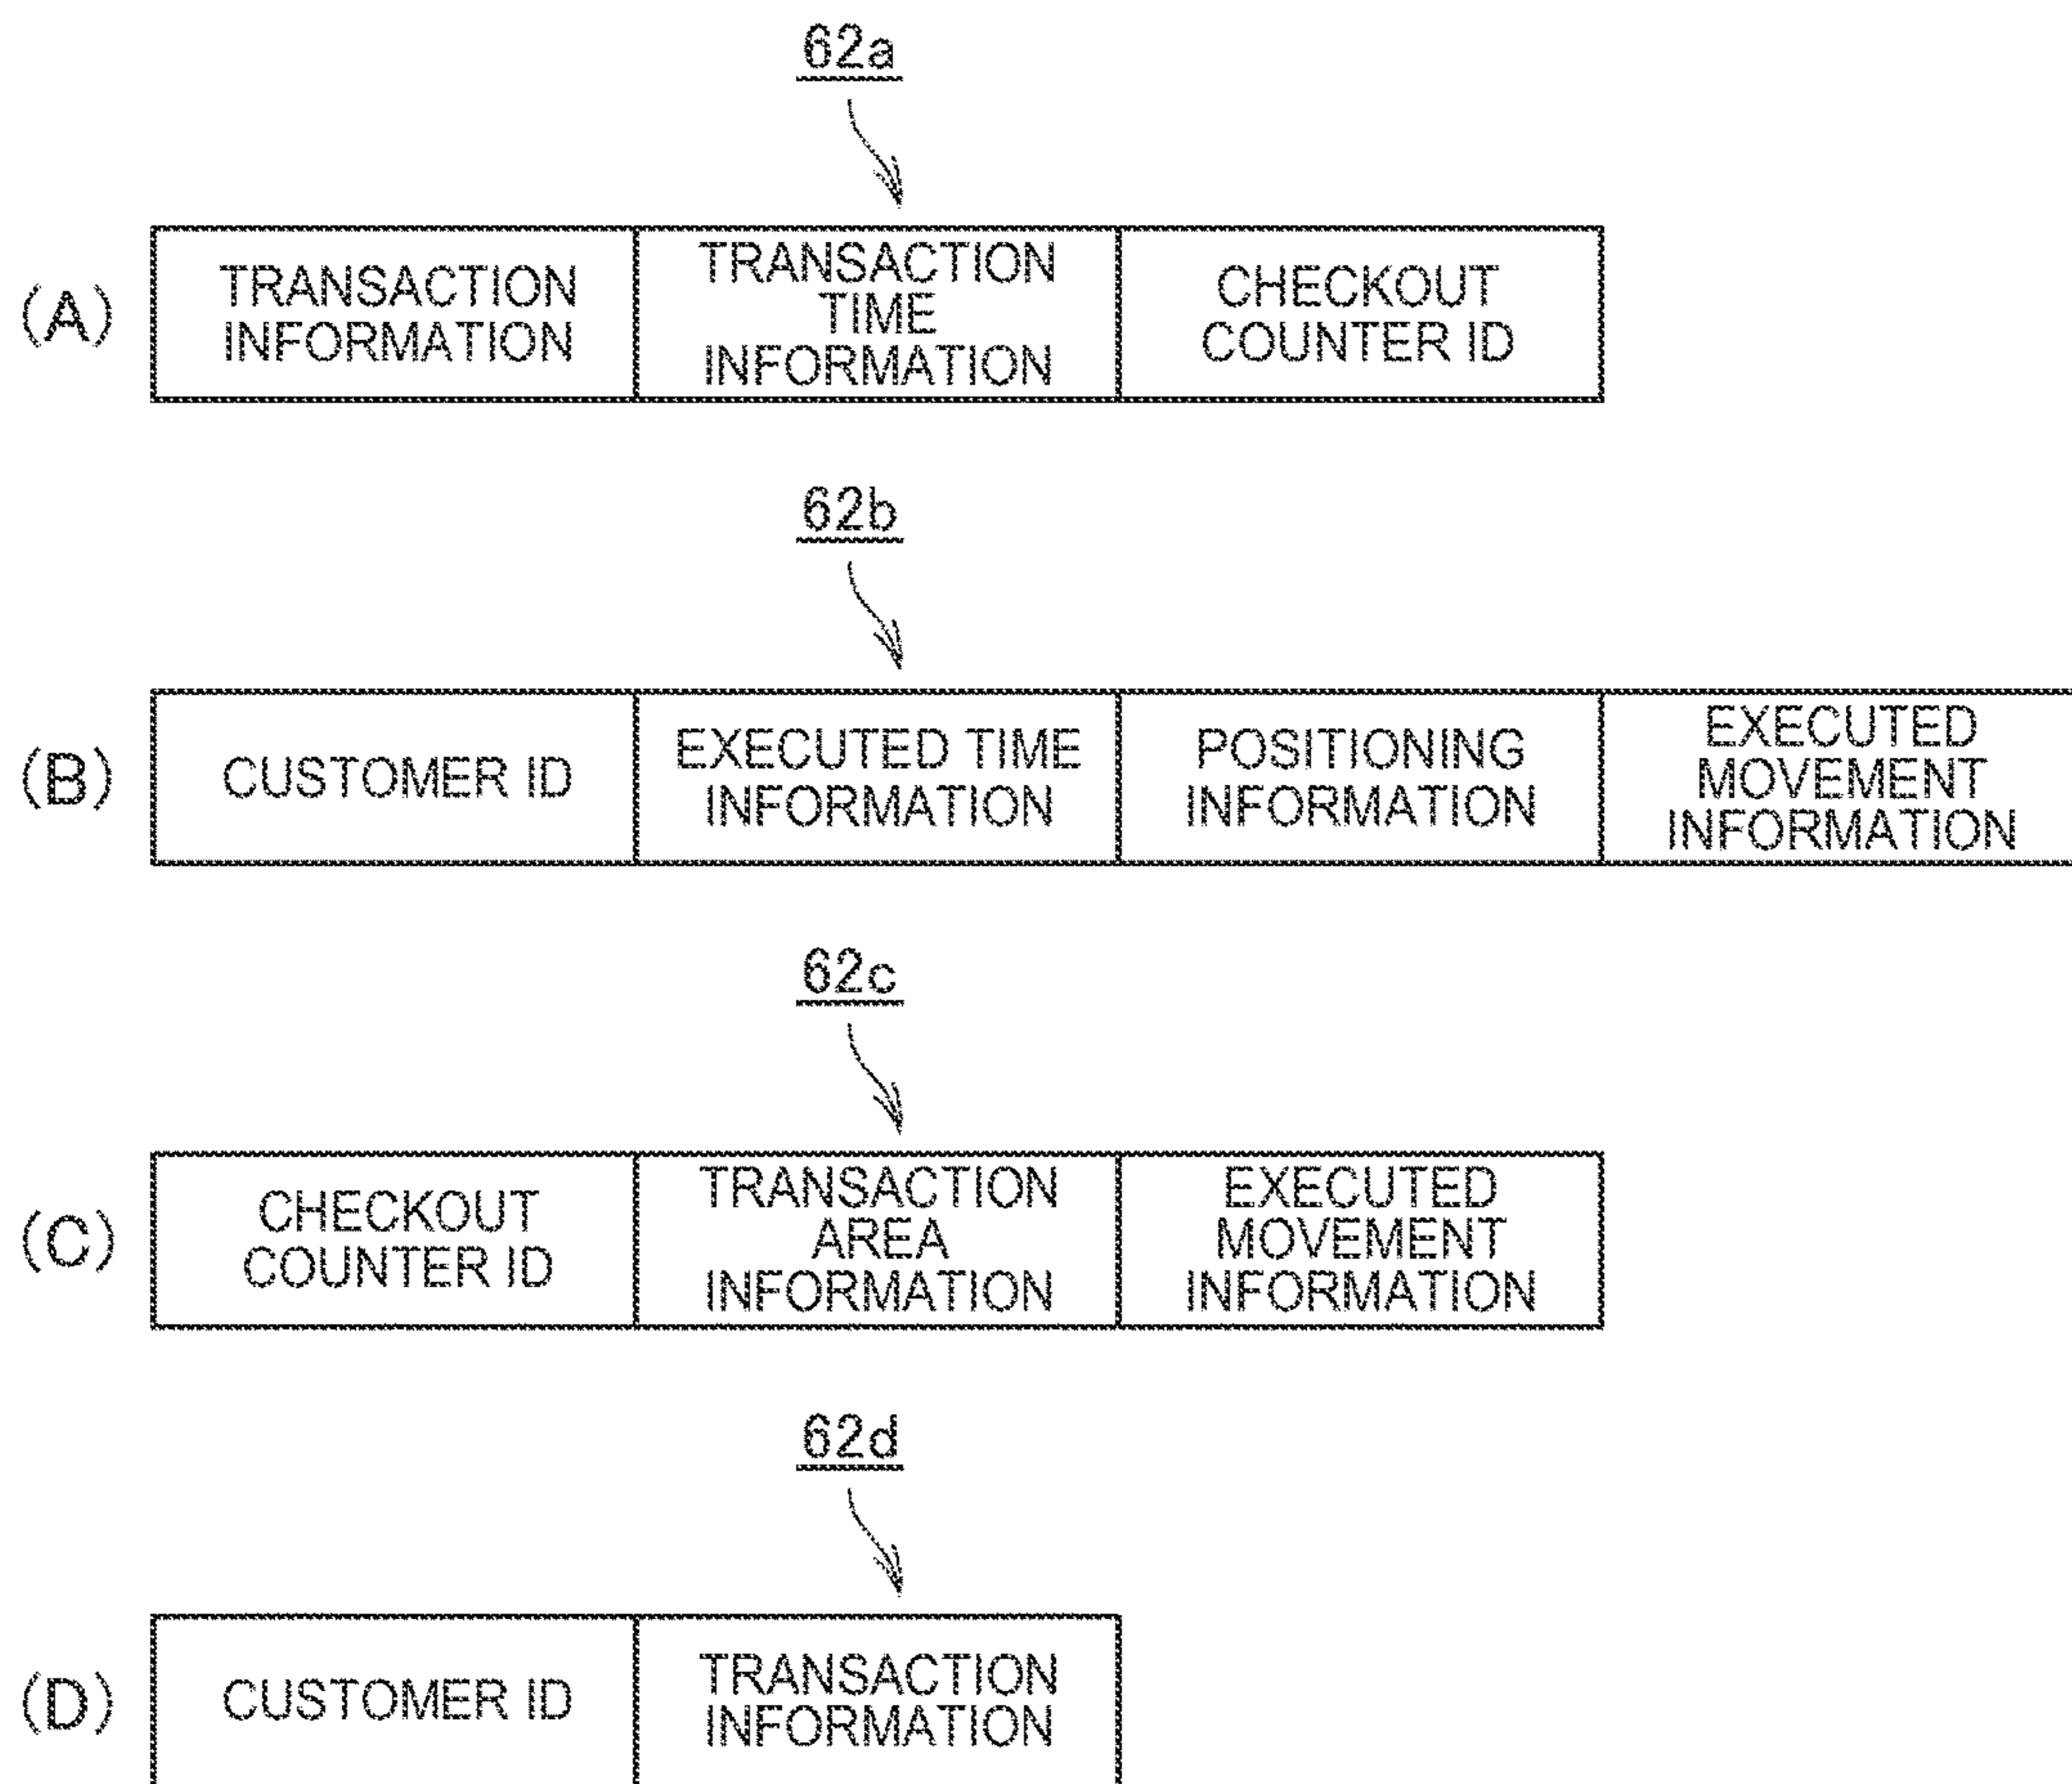 62a
(A)
TRANSACTION
INFORMATION
TRANSACTION
TIME
INFORMATION
CHECKOUT
COUNTER ID
62b
(B)
CUSTOMER ID
EXECUTED TIME
INFORMATION
POSITIONING
INFORMATION
EXECUTED
MOVEMENT
INFORMATION
62c
(C)
CHECKOUT
COUNTER ID
TRANSACTION
AREA
INFORMATION
EXECUTED
MOVEMENT
INFORMATION
62d
(D)
CUSTOMER ID
TRANSACTION
INFORMATION